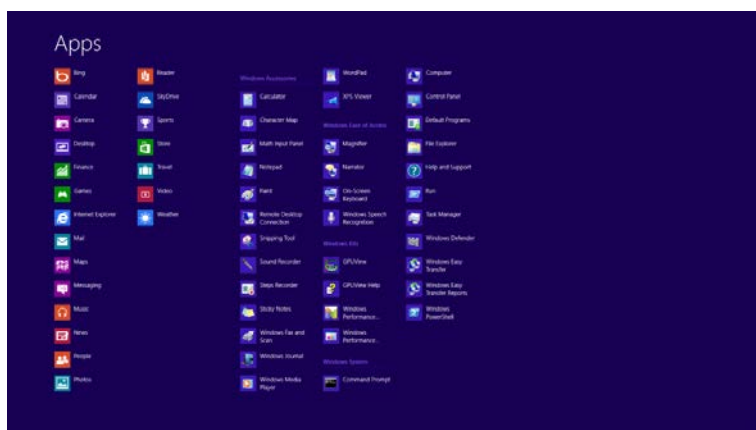 Apps
Bing
Calendar
Camera
Desktop
Finance
Games
Internet Explorer
Mail
Maps
Messaging
Music
News
People
Photos
Reader
SkyDrive
Sports
Store
Travel
Video
Weather
Windows Accessories
Calculator
Character Map
Math Input Panel
Notepad
Paint
Remote Desktop
Connection
Snipping Tool
Sound Recorder
Steps Recorder
Sticky Notes
Windows Fax and
Scan
Windows Journal
Windows Media
Player
WordPad
XPS Viewer
Windows Ease of Access
Magnifier
Narrator
On-Screen
Keyboard
Windows Speech
Recognition
Windows Kits
GPUView
GPUView Help
Windows
Performance...
Windows
Performance...
Windows System
Command Prompt
Computer
Control Panel
Default Programs
File Explorer
Help and Support
Run
Task Manager
Windows Defender
Windows Easy
Transfer
Windows Easy
Transfer Reports
Windows
PowerShell